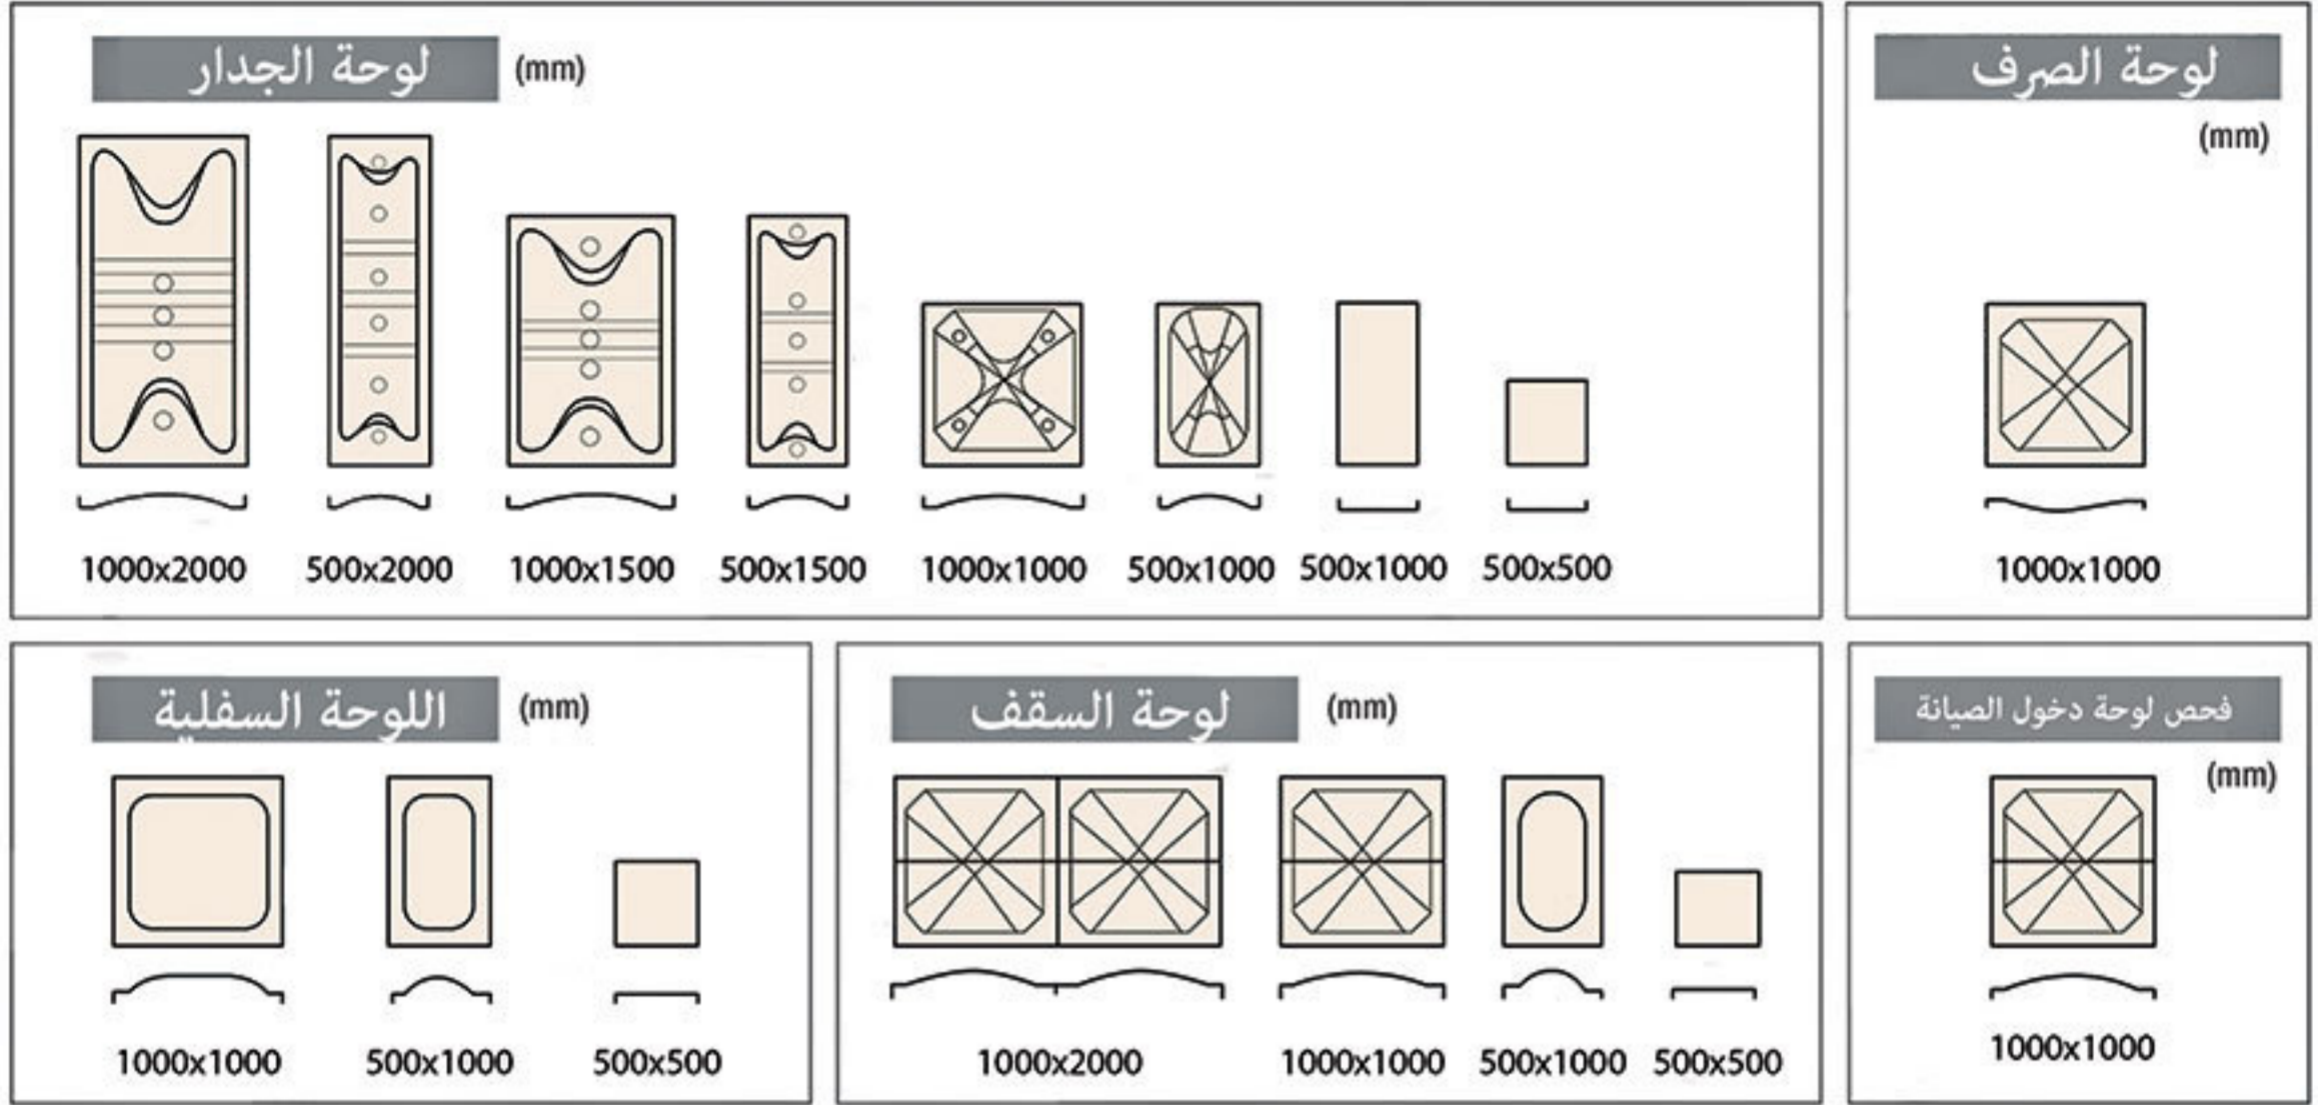 لوحة الجدار (mm)
1000x2000 500x2000 1000x1500 500x1500 1000x1000 500x1000 500x1000 500x500
لوحة الصرف
(mm)
1000x1000
اللوحة السفلية (mm)
1000x1000 500x1000 500x500
لوحة السقف (mm)
1000x2000 1000x1000 500x1000 500x500
فحص لوحة دخول الصيانة
(mm)
1000x1000